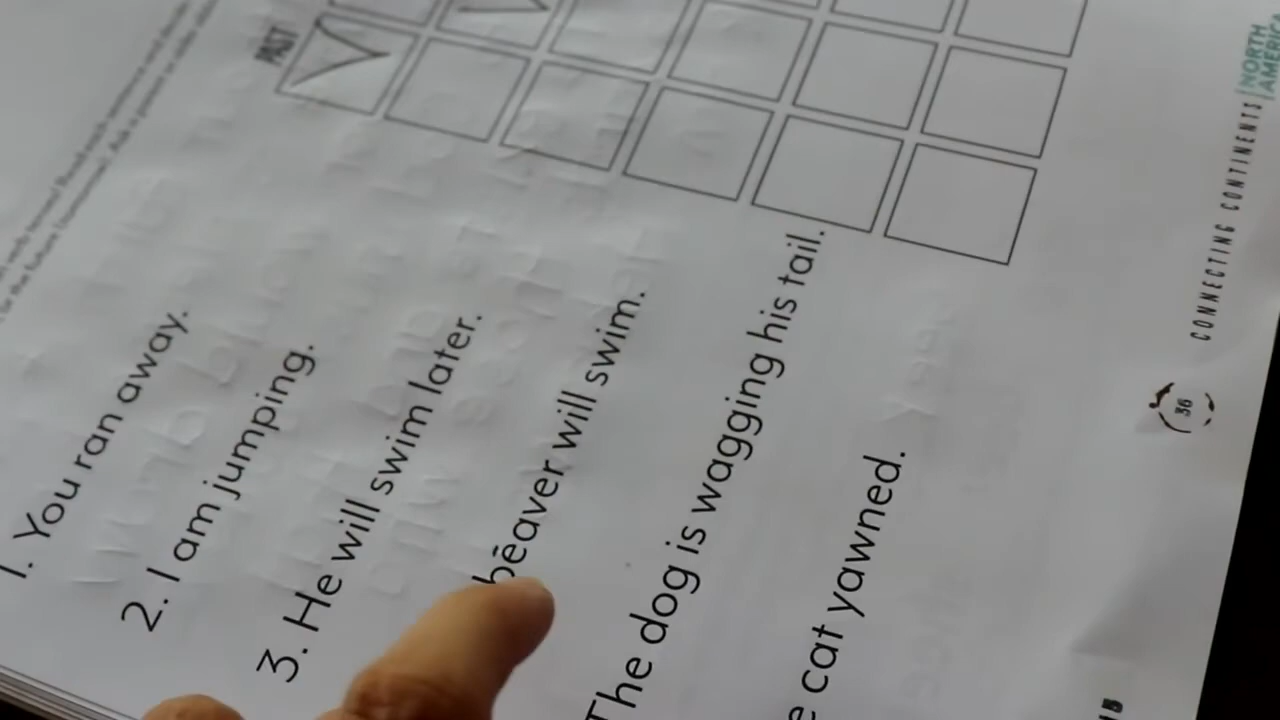 PAST
1. You ran away.
2. I am jumping.
3. He will swim later.
bēaver will swim.
The dog is wagging his tail.
cat yawned.
36
CONNECTING CONTINENTS | NORTH AMERICA